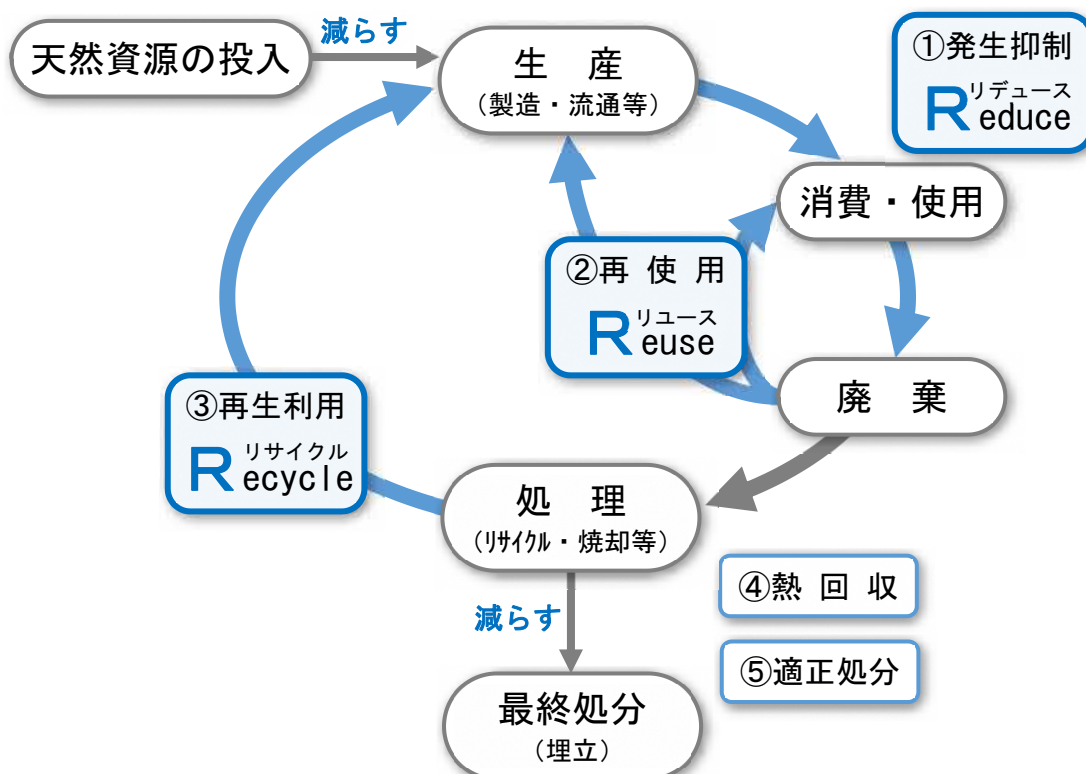 天然資源の投入
減らす
生　産
（製造・流通等）
①発生抑制
リデュース
Reduce
消費・使用
②再 使 用
リユース
Reuse
廃　棄
③再生利用
リサイクル
Recycle
処　理
（ﾘｻｲｸﾙ・焼却等）
④熱 回 収
減らす
⑤適正処分
最終処分
（埋立）